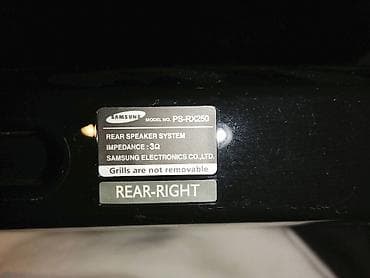 SAMSUNG MODEL NO. PS-RX250
REAR SPEAKER SYSTEM
IMPEDANCE : 3Ω
SAMSUNG ELECTRONICS CO.,LTD.
Grills are not removable
REAR-RIGHT